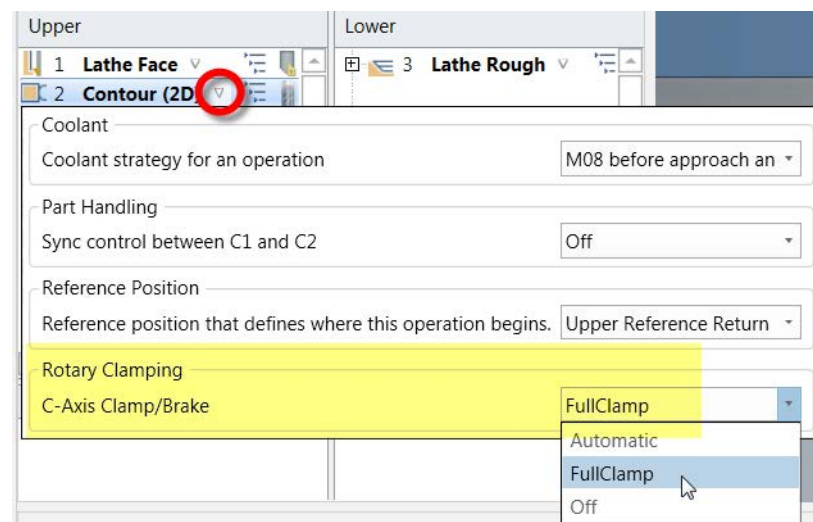 Upper
Lower
1 Lathe Face
3 Lathe Rough
2 Contour (2D)
Coolant
Coolant strategy for an operation M08 before approach an
Part Handling
Sync control between C1 and C2 Off
Reference Position
Reference position that defines where this operation begins. Upper Reference Return
Rotary Clamping
C-Axis Clamp/Brake FullClamp
Automatic
FullClamp
Off